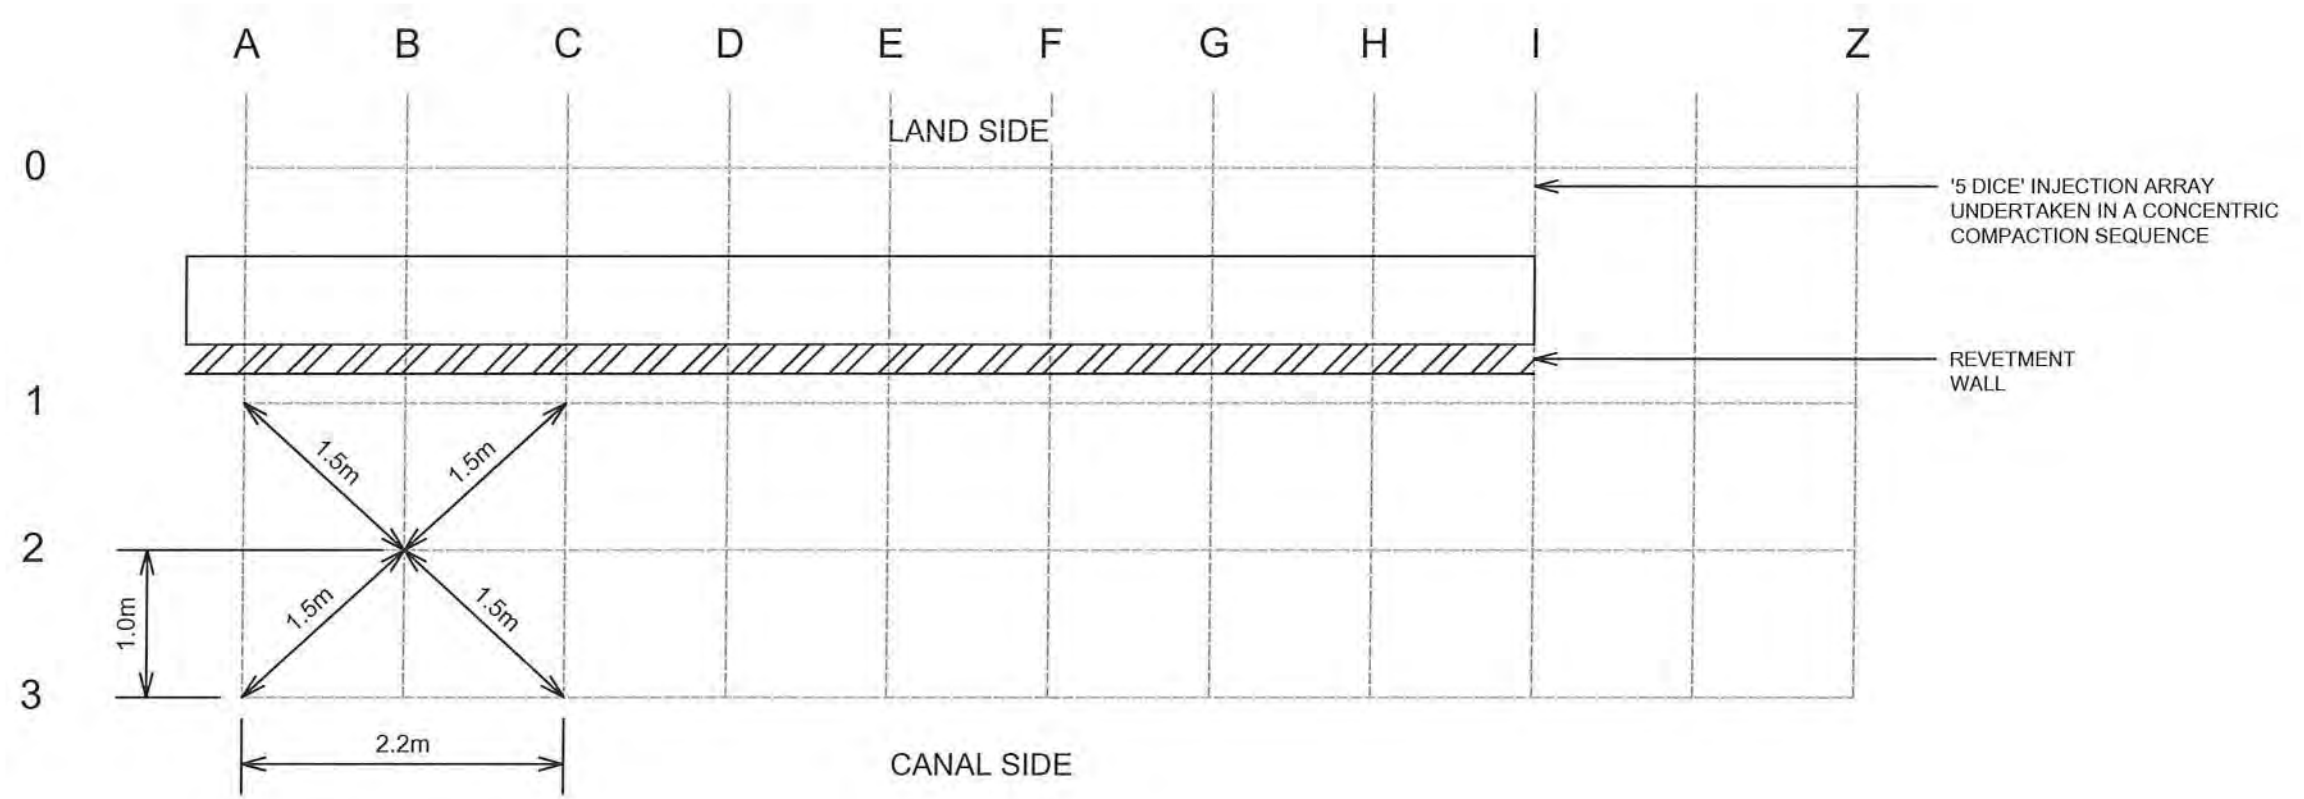 A B C D E F G H I Z
LAND SIDE
0
'5 DICE' INJECTION ARRAY
UNDERTAKEN IN A CONCENTRIC
COMPACTION SEQUENCE
REVETMENT
WALL
1
1.5m 1.5m
2
1.5m 1.5m
1.0m
3
2.2m
CANAL SIDE